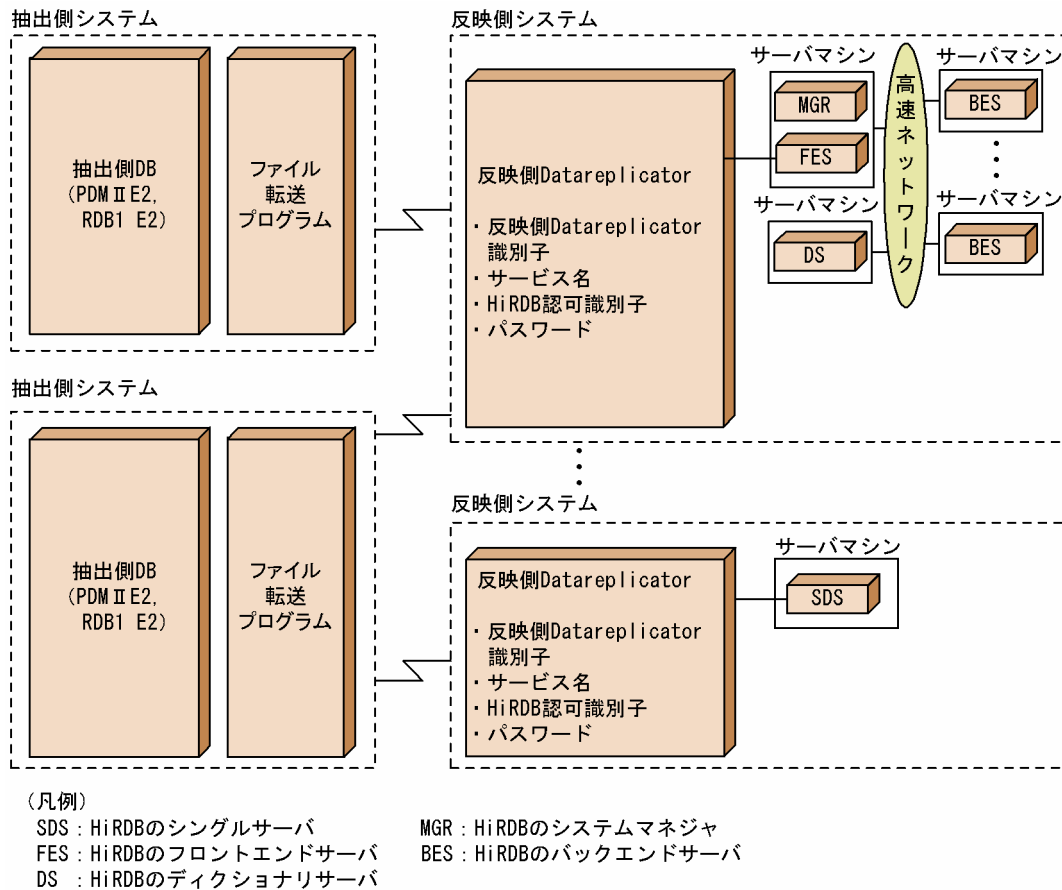 抽出側システム
抽出側DB
(PDMⅡE2,
RDB1 E2)
ファイル
転送
プログラム
反映側システム
反映側Datareplicator
・反映側Datareplicator
識別子
・サービス名
・HiRDB認可識別子
・パスワード
サーバマシン
MGR
FES
サーバマシン
DS
高速ネットワーク
サーバマシン
BES
サーバマシン
BES
抽出側システム
抽出側DB
(PDMⅡE2,
RDB1 E2)
ファイル
転送
プログラム
反映側システム
反映側Datareplicator
・反映側Datareplicator
識別子
・サービス名
・HiRDB認可識別子
・パスワード
サーバマシン
SDS
(凡例)
SDS：HiRDBのシングルサーバ
MGR：HiRDBのシステムマネジャ
FES：HiRDBのフロントエンドサーバ
BES：HiRDBのバックエンドサーバ
DS ：HiRDBのディクショナリサーバ